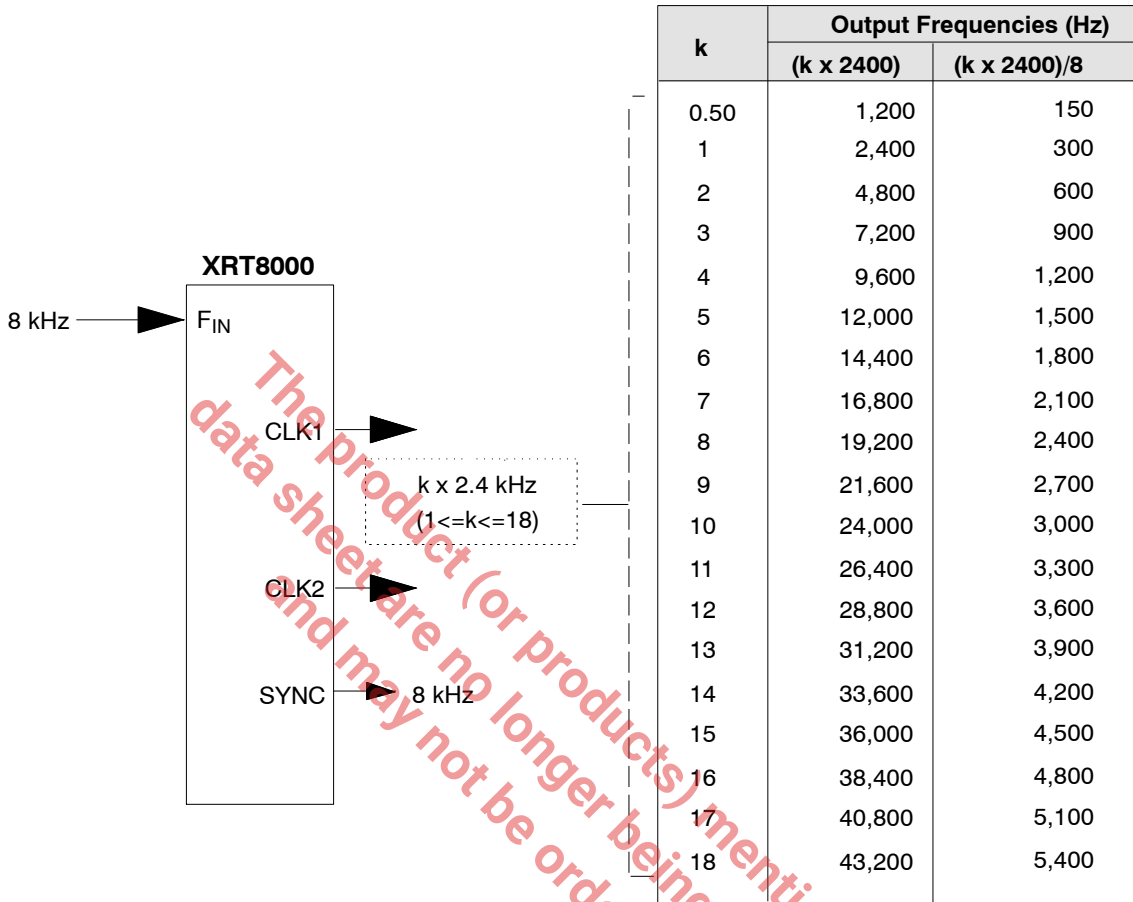 k
Output Frequencies (Hz)
(k x 2400) (k x 2400)/8
0.50 1,200 150
1 2,400 300
2 4,800 600
3 7,200 900
4 9,600 1,200
5 12,000 1,500
6 14,400 1,800
7 16,800 2,100
8 19,200 2,400
9 21,600 2,700
10 24,000 3,000
11 26,400 3,300
12 28,800 3,600
13 31,200 3,900
14 33,600 4,200
15 36,000 4,500
16 38,400 4,800
17 40,800 5,100
18 43,200 5,400
XRT8000
8 kHz
FIN
CLK1
k x 2.4 kHz
(1<=k<=18)
CLK2
SYNC
8 kHz
The product (or products) menti
data sheet are no longer being
and may not be ord